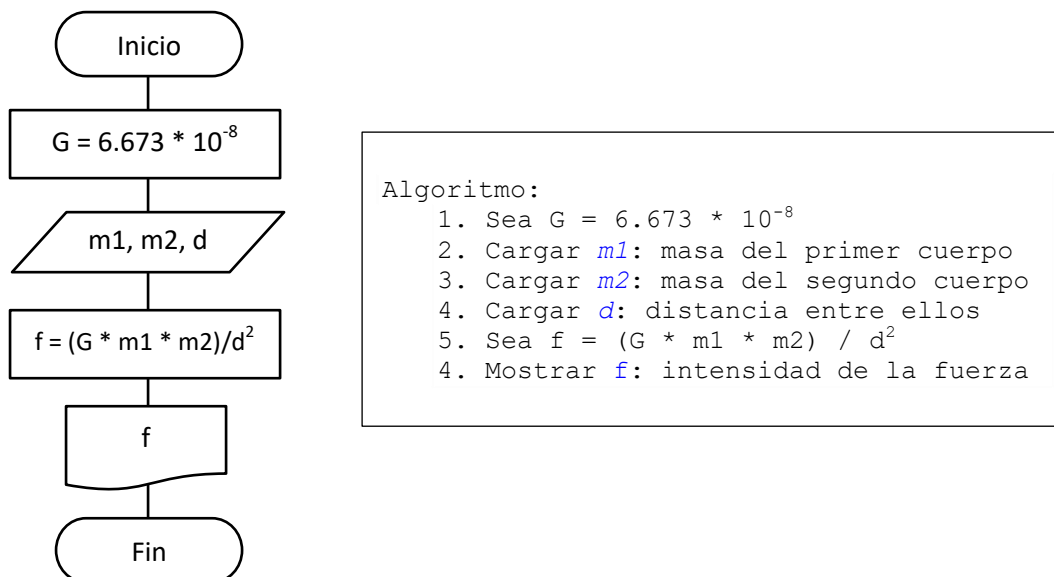 Inicio
G = 6.673 * 10⁻⁸
m1, m2, d
f = (G * m1 * m2)/d²
f
Fin
Algoritmo:
1. Sea G = 6.673 * 10⁻⁸
2. Cargar m1: masa del primer cuerpo
3. Cargar m2: masa del segundo cuerpo
4. Cargar d: distancia entre ellos
5. Sea f = (G * m1 * m2) / d²
4. Mostrar f: intensidad de la fuerza